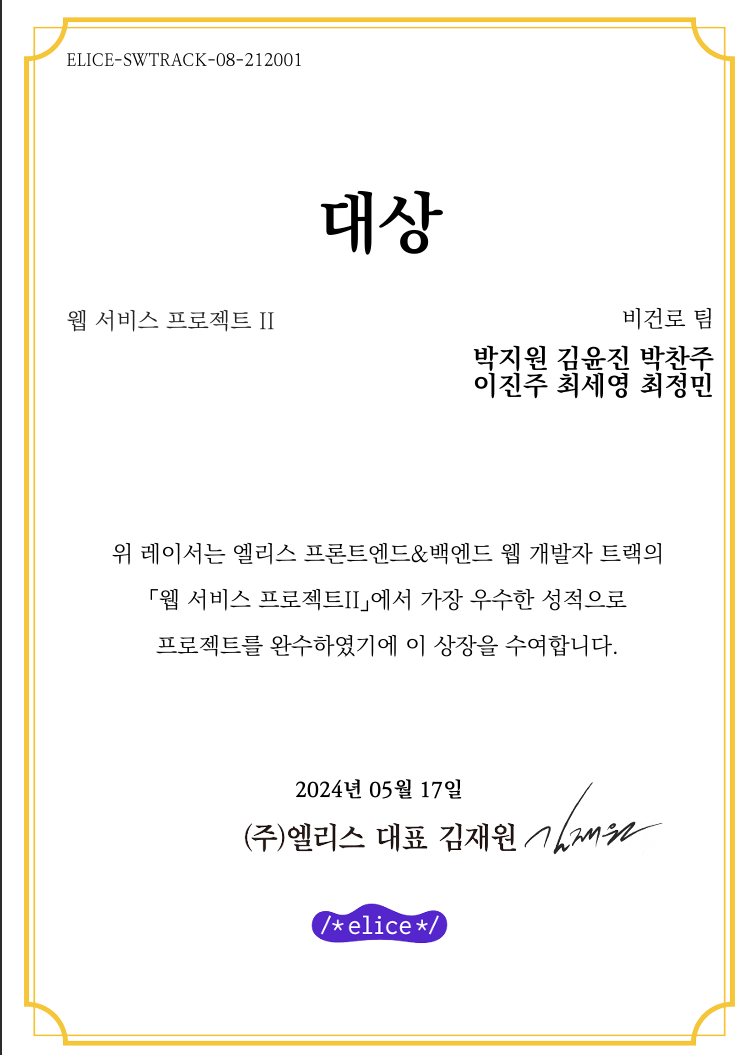 ELICE-SWTRACK-08-212001
대상
웹 서비스 프로젝트 II
비건로 팀
박지원 김윤진 박찬주
이진주 최세영 최정민
위 레이서는 엘리스 프론트엔드&백엔드 웹 개발자 트랙의
「웹 서비스 프로젝트II」에서 가장 우수한 성적으로
프로젝트를 완수하였기에 이 상장을 수여합니다.
2024년 05월 17일
(주)엘리스 대표 김재원 김재원
/*elice*/